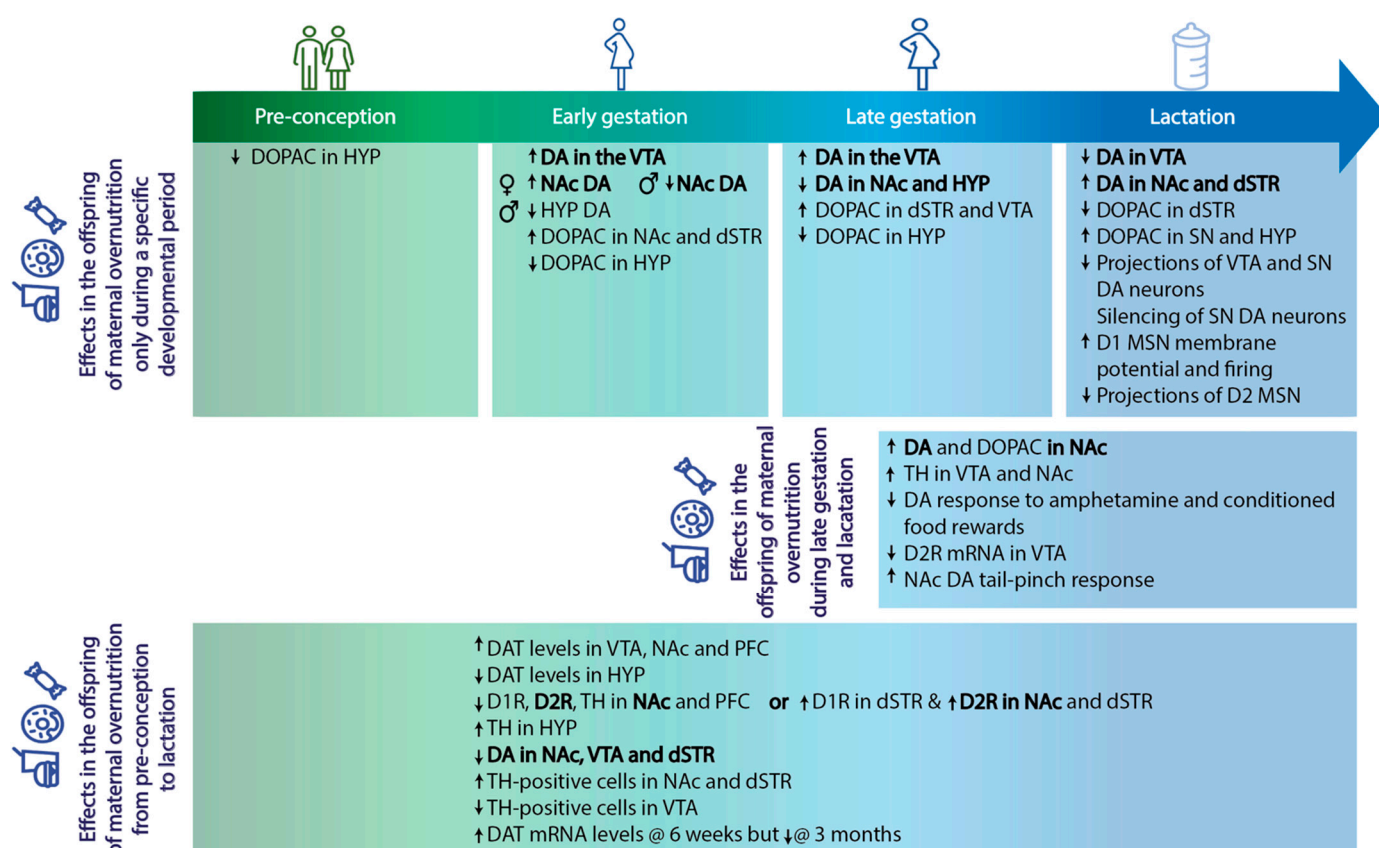 Pre-conception
Early gestation
Late gestation
Lactation
Effects in the offspring
of maternal overnutrition
only during a specific
developmental period
↓ DOPAC in HYP
↑ DA in the VTA
♀ ↑ NAc DA ♂ ↓ NAc DA
♂ ↓ HYP DA
↑ DOPAC in NAc and dSTR
↓ DOPAC in HYP
↑ DA in the VTA
↓ DA in NAc and HYP
↑ DOPAC in dSTR and VTA
↓ DOPAC in HYP
↓ DA in VTA
↑ DA in NAc and dSTR
↓ DOPAC in dSTR
↑ DOPAC in SN and HYP
↓ Projections of VTA and SN
DA neurons
Silencing of SN DA neurons
↑ D1 MSN membrane
potential and firing
↓ Projections of D2 MSN
Effects in the
offspring of maternal
overnutrition
during late gestation
and lacatation
↑ DA and DOPAC in NAc
↑ TH in VTA and NAc
↓ DA response to amphetamine and conditioned
food rewards
↓ D2R mRNA in VTA
↑ NAc DA tail-pinch response
Effects in the offspring
of maternal overnutrition
from pre-conception
to lactation
↑ DAT levels in VTA, NAc and PFC
↓ DAT levels in HYP
↓ D1R, D2R, TH in NAc and PFC or ↑ D1R in dSTR & ↑ D2R in NAc and dSTR
↑ TH in HYP
↓ DA in NAc, VTA and dSTR
↑ TH-positive cells in NAc and dSTR
↓ TH-positive cells in VTA
↑ DAT mRNA levels @ 6 weeks but ↓ @ 3 months